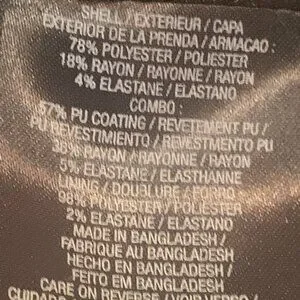 SHELL / EXTERIEUR / CAPA
EXTERIOR DE LA PRENDA / ARMACAO :
78% POLYESTER / POLIESTER
18% RAYON / RAYONNE / RAYON
4% ELASTANE / ELASTANO
COMBO :
57% PU COATING / REVETEMENT PU /
PU REVESTIMIENTO / REVESTMENTO PU
38% RAYON / RAYONNE / RAYON
5% ELASTANE / ELASTHANNE
LINING / DOUBLURE / FORRO
98% POLYESTER / POLIESTER
2% ELASTANE / ELASTANO
MADE IN BANGLADESH /
FABRIQUE AU BANGLADESH
HECHO EN BANGLADESH /
FEITO EM BANGLADESH
CARE ON REVERSE / VOIR VERSO /